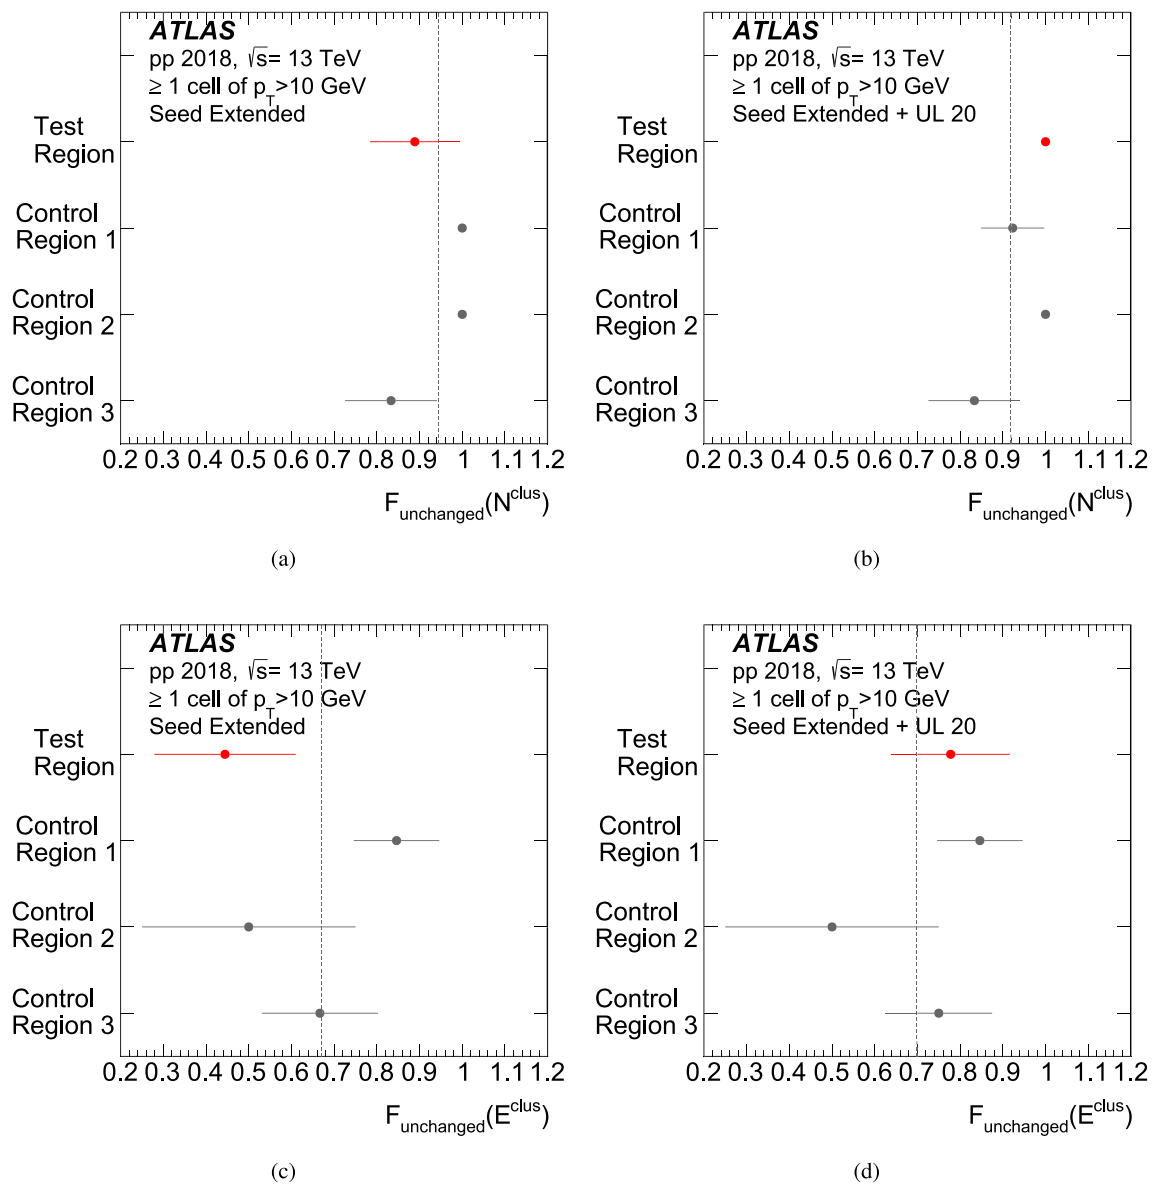 ATLAS
pp 2018, √s= 13 TeV
≥ 1 cell of p_T>10 GeV
Seed Extended
Test
Region
Control
Region 1
Control
Region 2
Control
Region 3
0.2 0.3 0.4 0.5 0.6 0.7 0.8 0.9 1 1.1 1.2
F_unchanged(N^clus)
(a)
ATLAS
pp 2018, √s= 13 TeV
≥ 1 cell of p_T>10 GeV
Seed Extended + UL 20
Test
Region
Control
Region 1
Control
Region 2
Control
Region 3
0.2 0.3 0.4 0.5 0.6 0.7 0.8 0.9 1 1.1 1.2
F_unchanged(N^clus)
(b)
ATLAS
pp 2018, √s= 13 TeV
≥ 1 cell of p_T>10 GeV
Seed Extended
Test
Region
Control
Region 1
Control
Region 2
Control
Region 3
0.2 0.3 0.4 0.5 0.6 0.7 0.8 0.9 1 1.1 1.2
F_unchanged(E^clus)
(c)
ATLAS
pp 2018, √s= 13 TeV
≥ 1 cell of p_T>10 GeV
Seed Extended + UL 20
Test
Region
Control
Region 1
Control
Region 2
Control
Region 3
0.2 0.3 0.4 0.5 0.6 0.7 0.8 0.9 1 1.1 1.2
F_unchanged(E^clus)
(d)